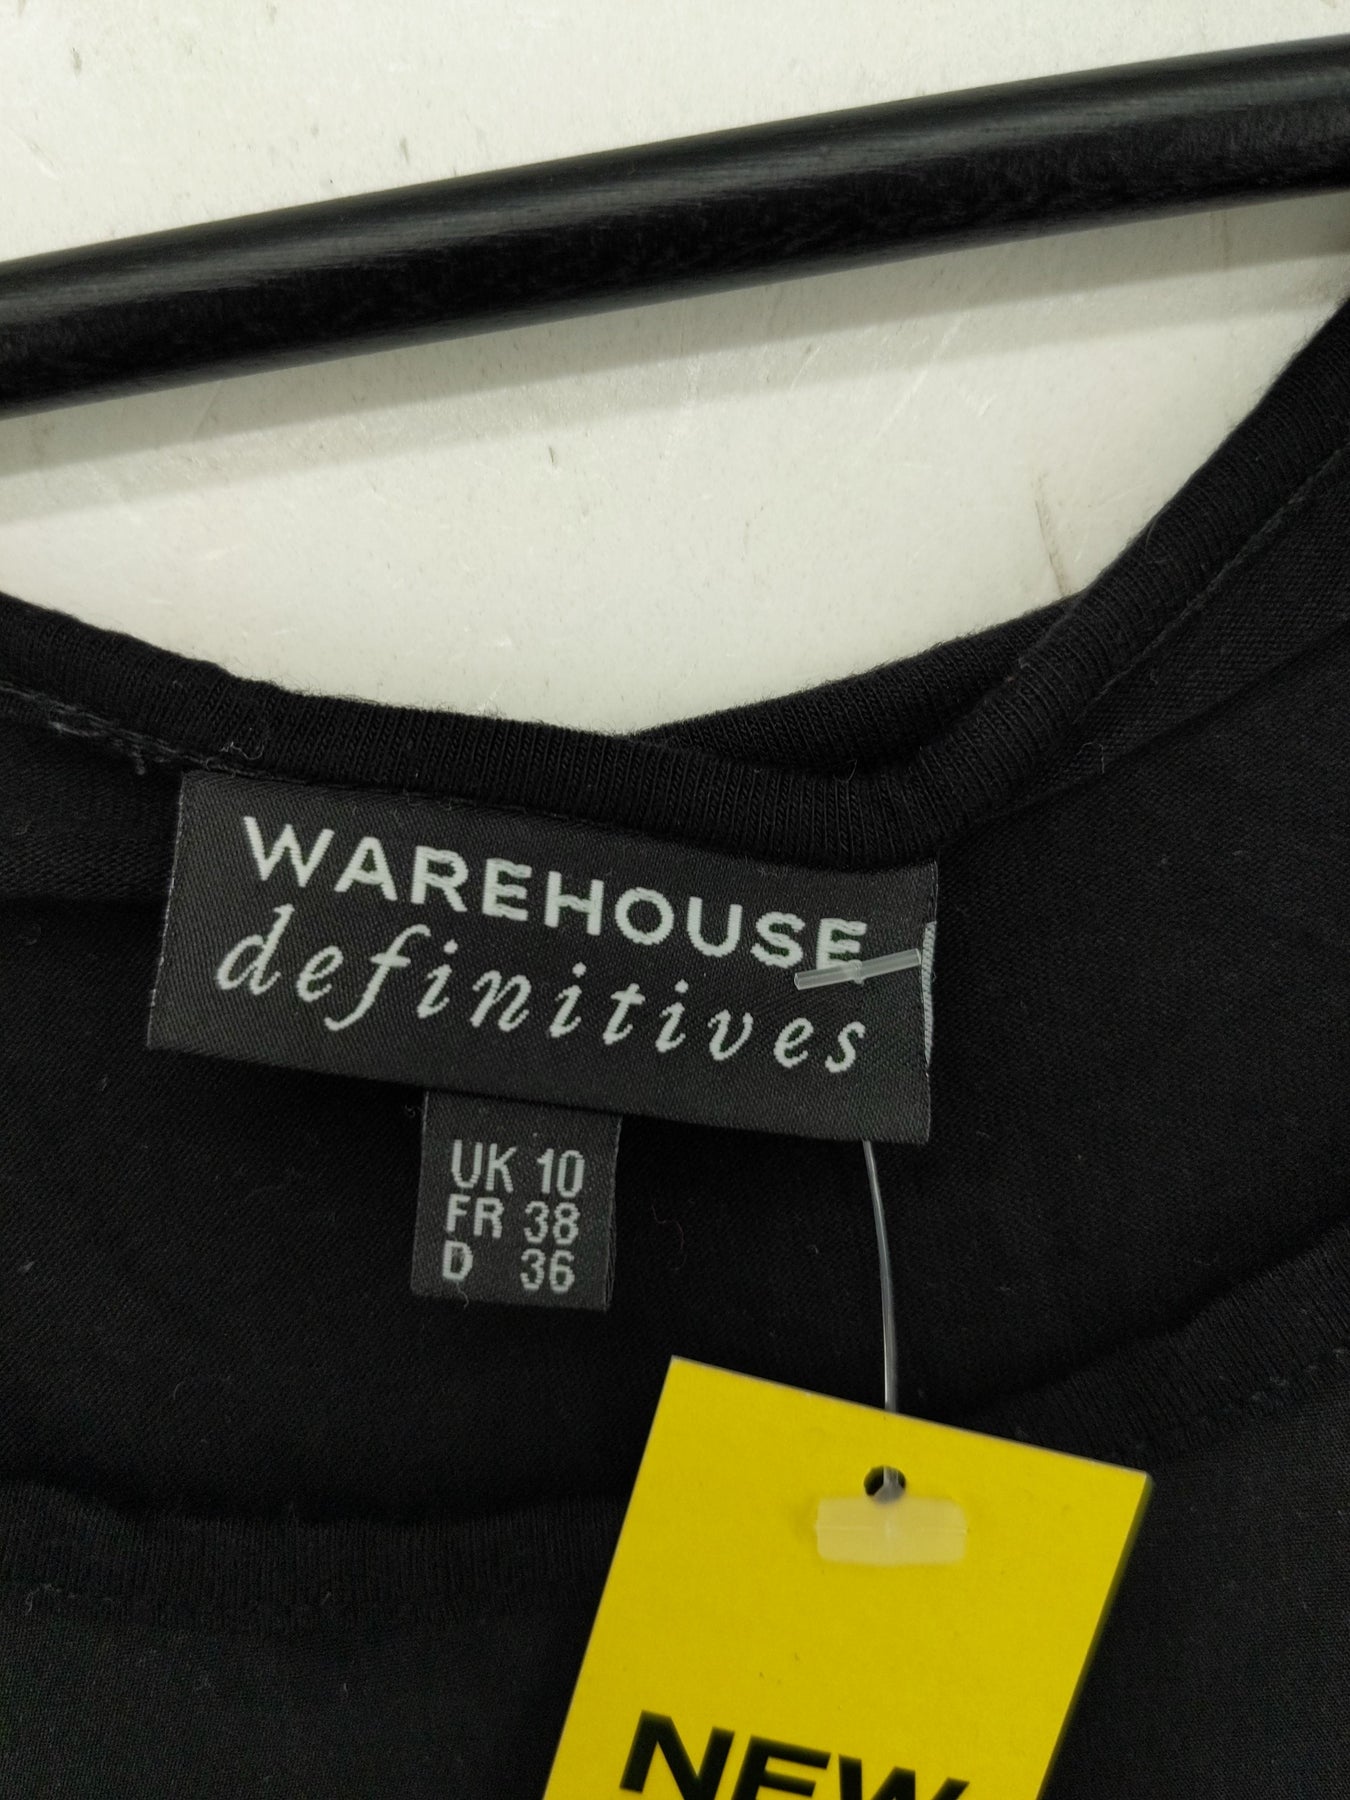 WAREHOUSE
definitives
UK 10
FR 38
D 36
NEW